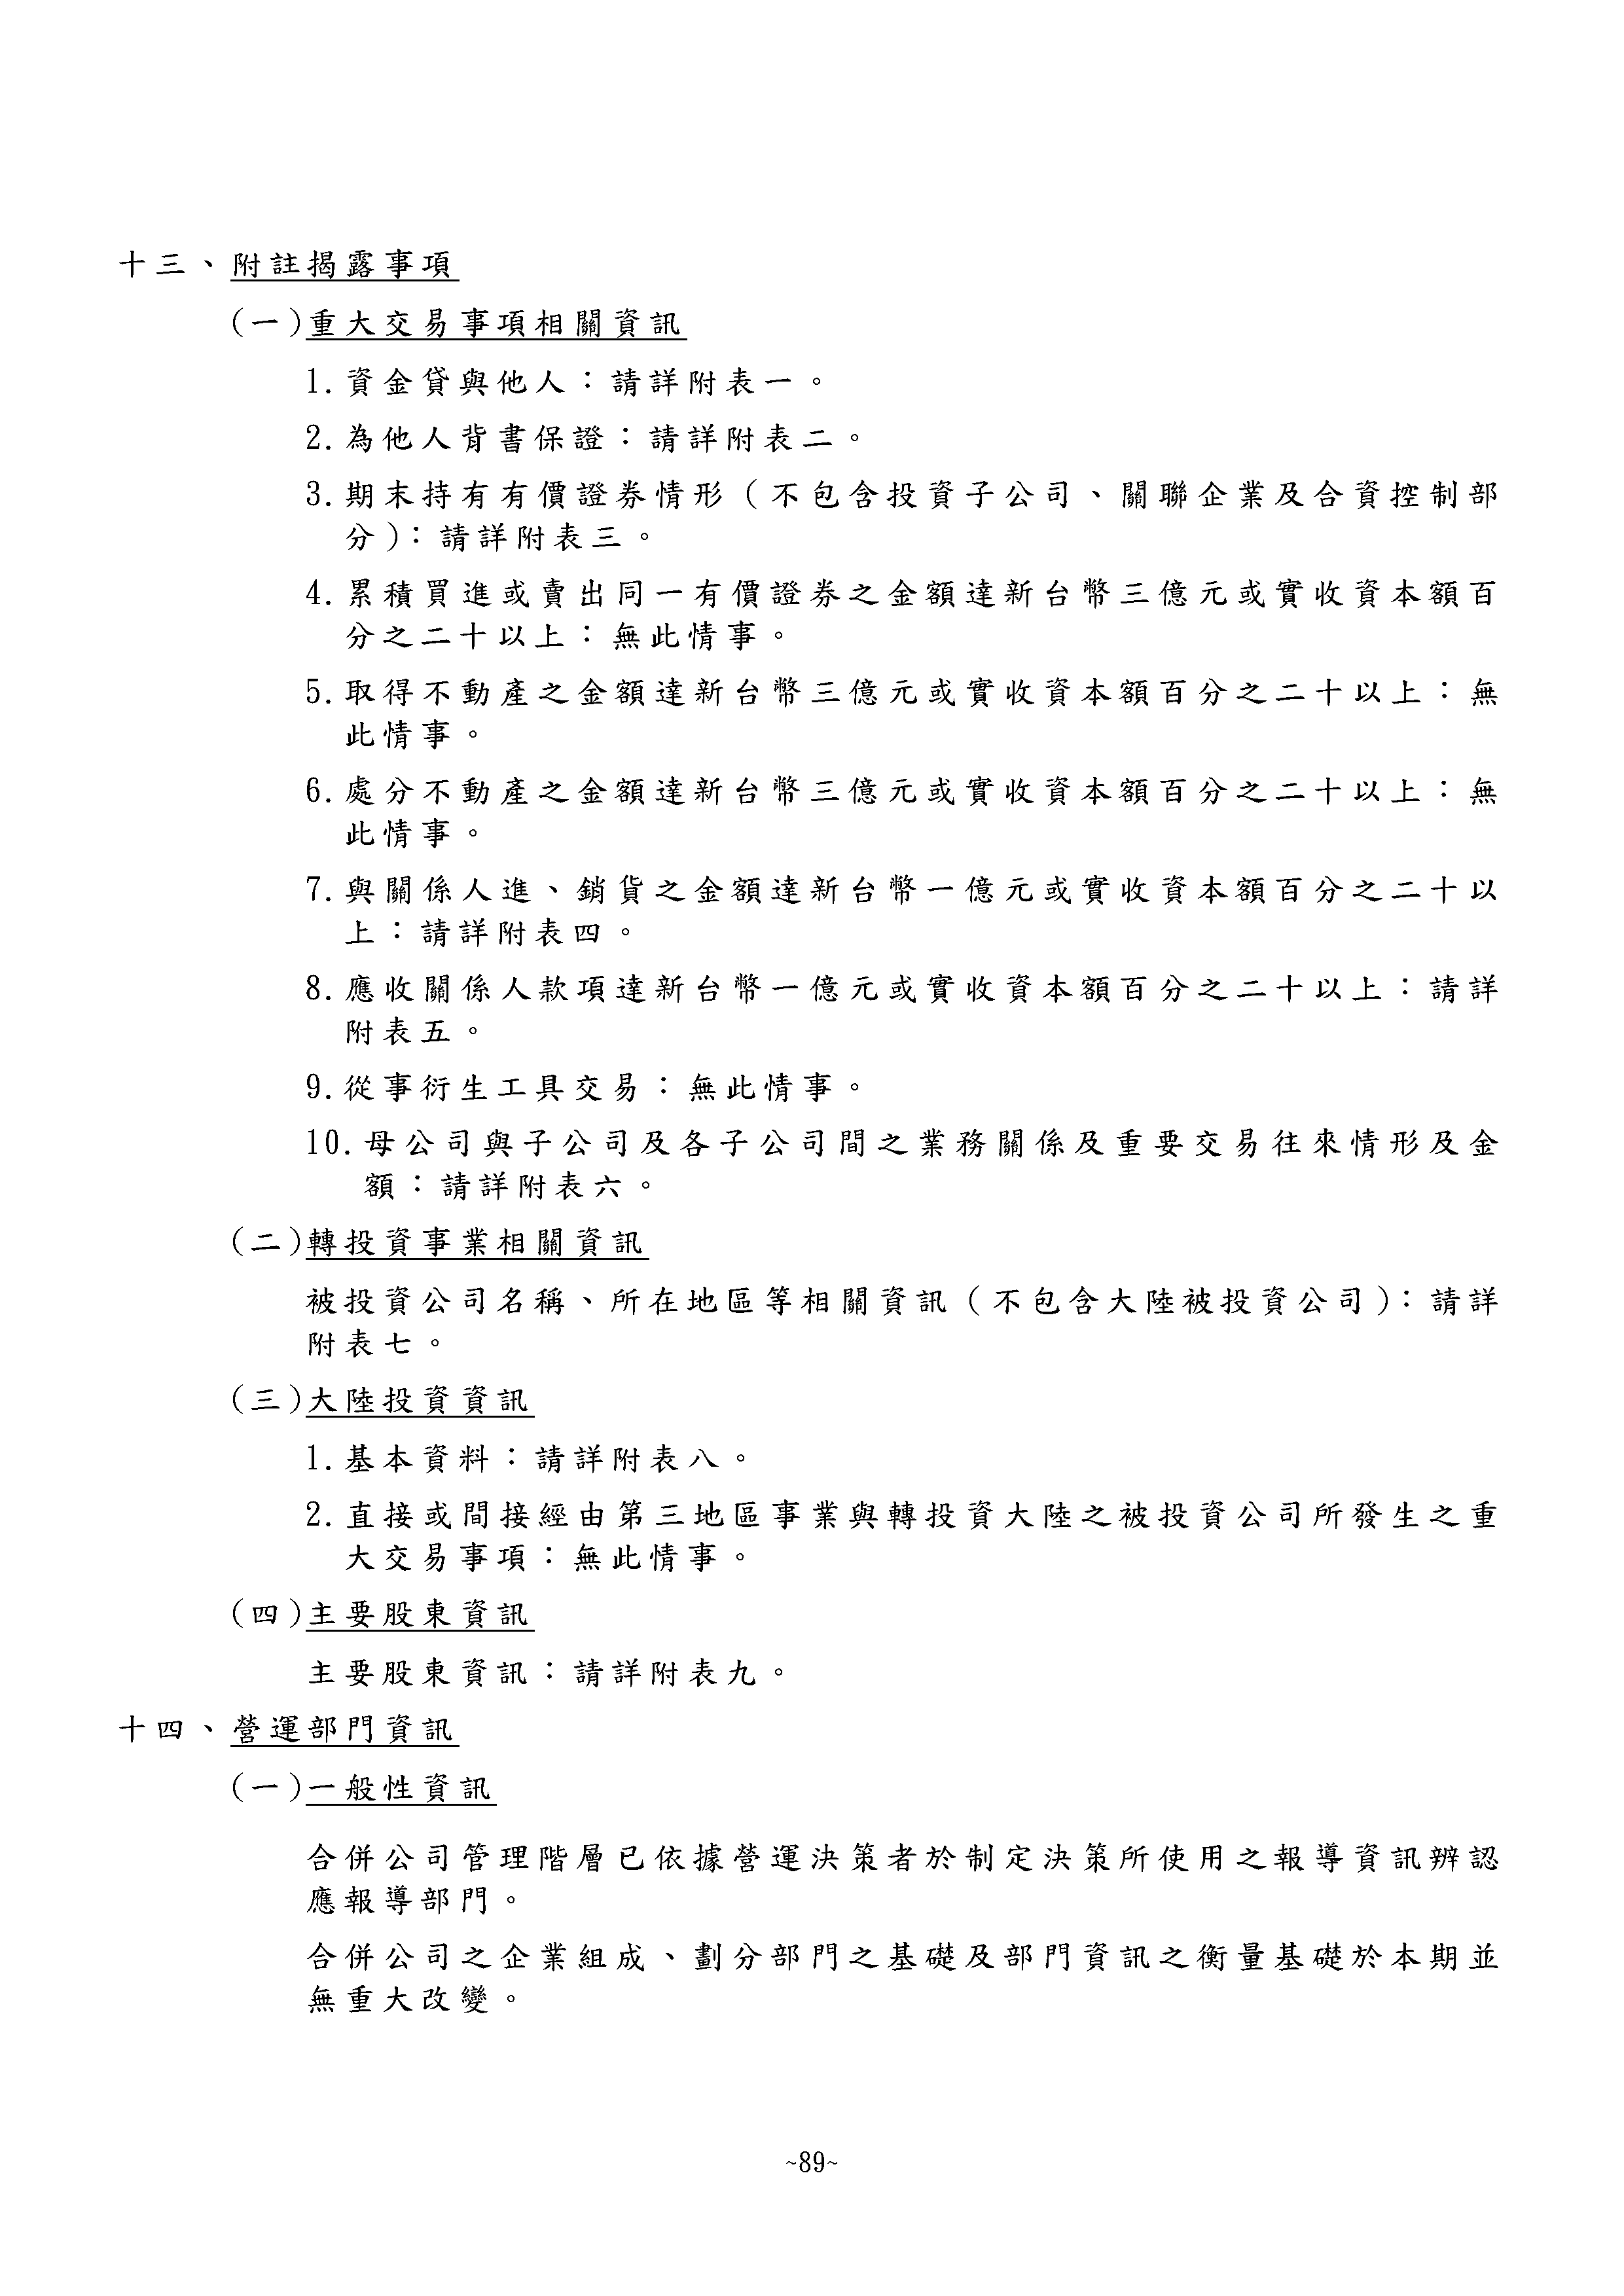 十三、附註揭露事項
(一)重大交易事項相關資訊
1.資金貸與他人：請詳附表一。
2.為他人背書保證：請詳附表二。
3.期末持有有價證券情形(不包含投資子公司、關聯企業及合資控制部
分)：請詳附表三。
4.累積買進或賣出同一有價證券之金額達新台幣三億元或實收資本額百
分之二十以上：無此情事。
5.取得不動產之金額達新台幣三億元或實收資本額百分之二十以上：無
此情事。
6.處分不動產之金額達新台幣三億元或實收資本額百分之二十以上：無
此情事。
7.與關係人進、銷貨之金額達新台幣一億元或實收資本額百分之二十以
上：請詳附表四。
8.應收關係人款項達新台幣一億元或實收資本額百分之二十以上：請詳
附表五。
9.從事衍生工具交易：無此情事。
10.母公司與子公司及各子公司間之業務關係及重要交易往來情形及金
額：請詳附表六。
(二)轉投資事業相關資訊
被投資公司名稱、所在地區等相關資訊(不包含大陸被投資公司)：請詳
附表七。
(三)大陸投資資訊
1.基本資料：請詳附表八。
2.直接或間接經由第三地區事業與轉投資大陸之被投資公司所發生之重
大交易事項：無此情事。
(四)主要股東資訊
主要股東資訊：請詳附表九。
十四、營運部門資訊
(一)一般性資訊
合併公司管理階層已依據營運決策者於制定決策所使用之報導資訊辨認
應報導部門。
合併公司之企業組成、劃分部門之基礎及部門資訊之衡量基礎於本期並
無重大改變。
~89~